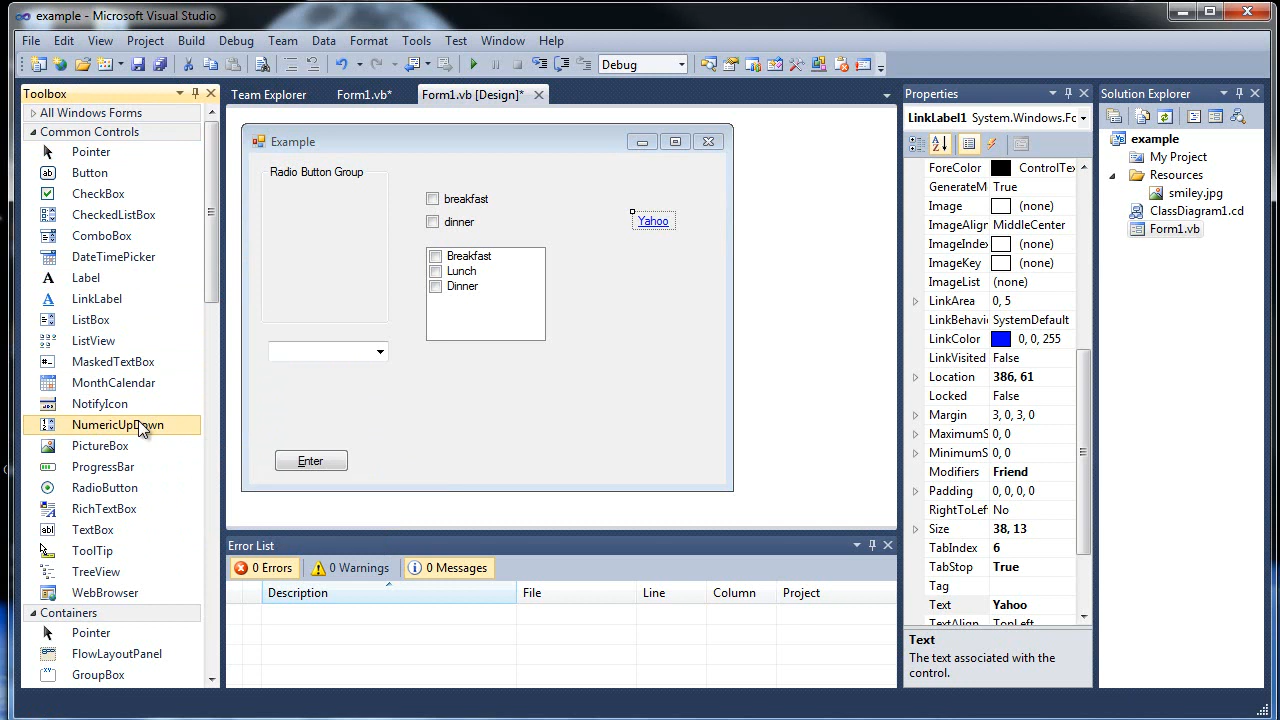 example - Microsoft Visual Studio
File Edit View Project Build Debug Team Data Format Tools Test Window Help
Debug
Toolbox
All Windows Forms
Common Controls
Pointer
Button
CheckBox
CheckedListBox
ComboBox
DateTimePicker
Label
LinkLabel
ListBox
ListView
MaskedTextBox
MonthCalendar
NotifyIcon
NumericUpDown
PictureBox
ProgressBar
RadioButton
RichTextBox
TextBox
ToolTip
TreeView
WebBrowser
Containers
Pointer
FlowLayoutPanel
GroupBox
Team Explorer Form1.vb* Form1.vb [Design]*
Example
Radio Button Group
breakfast
dinner
Yahoo
Breakfast
Lunch
Dinner
Enter
Error List
0 Errors 0 Warnings 0 Messages
Description File Line Column Project
Properties
LinkLabel1 System.Windows.Fc
ForeColor ControlTex
GenerateM True
Image (none)
ImageAlign MiddleCenter
ImageIndex (none)
ImageKey (none)
ImageList (none)
LinkArea 0, 5
LinkBehavi SystemDefault
LinkColor 0, 0, 255
LinkVisited False
Location 386, 61
Locked False
Margin 3, 0, 3, 0
MaximumS 0, 0
MinimumS 0, 0
Modifiers Friend
Padding 0, 0, 0, 0
RightToLef No
Size 38, 13
TabIndex 6
TabStop True
Tag
Text Yahoo
TextAlign TopLeft
Text
The text associated with the
control.
Solution Explorer
example
My Project
Resources
smiley.jpg
ClassDiagram1.cd
Form1.vb